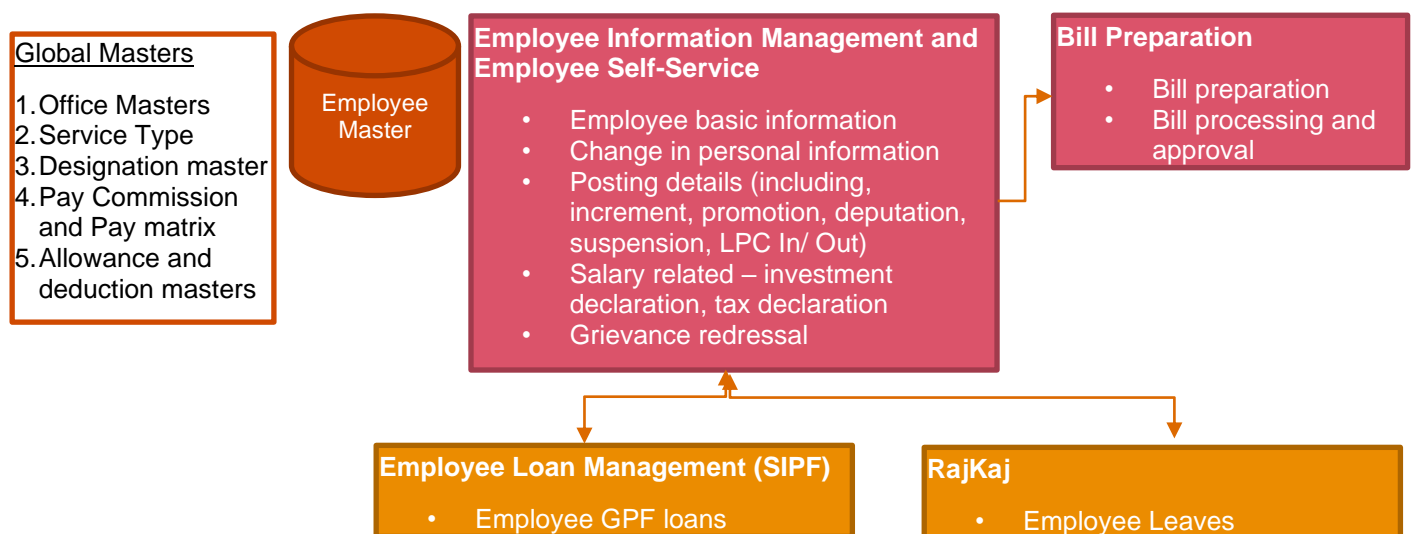 Global Masters
1.Office Masters
2.Service Type
3.Designation master
4.Pay Commission
and Pay matrix
5.Allowance and
deduction masters
Employee
Master
Employee Information Management and
Employee Self-Service
• Employee basic information
• Change in personal information
• Posting details (including,
increment, promotion, deputation,
suspension, LPC In/ Out)
• Salary related – investment
declaration, tax declaration
• Grievance redressal
Bill Preparation
• Bill preparation
• Bill processing and
approval
Employee Loan Management (SIPF)
• Employee GPF loans
RajKaj
• Employee Leaves